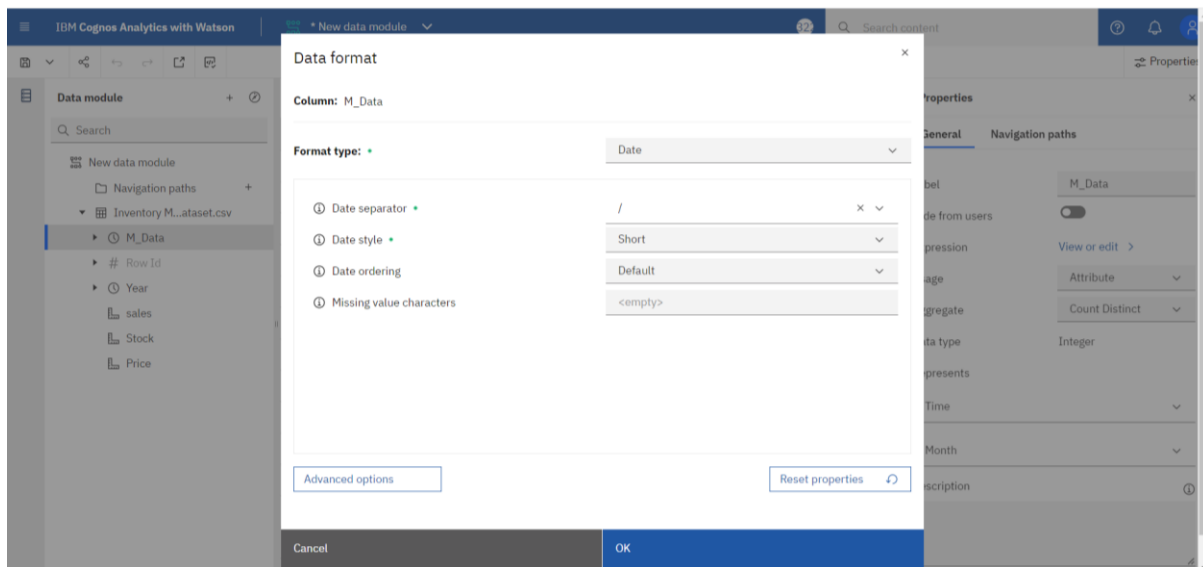 IBM Cognos Analytics with Watson
* New data module
Search content
Properties
Data module
Search
New data module
Navigation paths
Inventory M...ataset.csv
M_Data
# Row Id
Year
sales
Stock
Price
Data format
Column: M_Data
Format type:
Date
Date separator
/
Date style
Short
Date ordering
Default
Missing value characters
<empty>
Advanced options
Reset properties
Cancel
OK
Properties
General
Navigation paths
bel
M_Data
de from users
pression
View or edit
age
Attribute
ggregate
Count Distinct
ata type
Integer
presents
Time
Month
scription